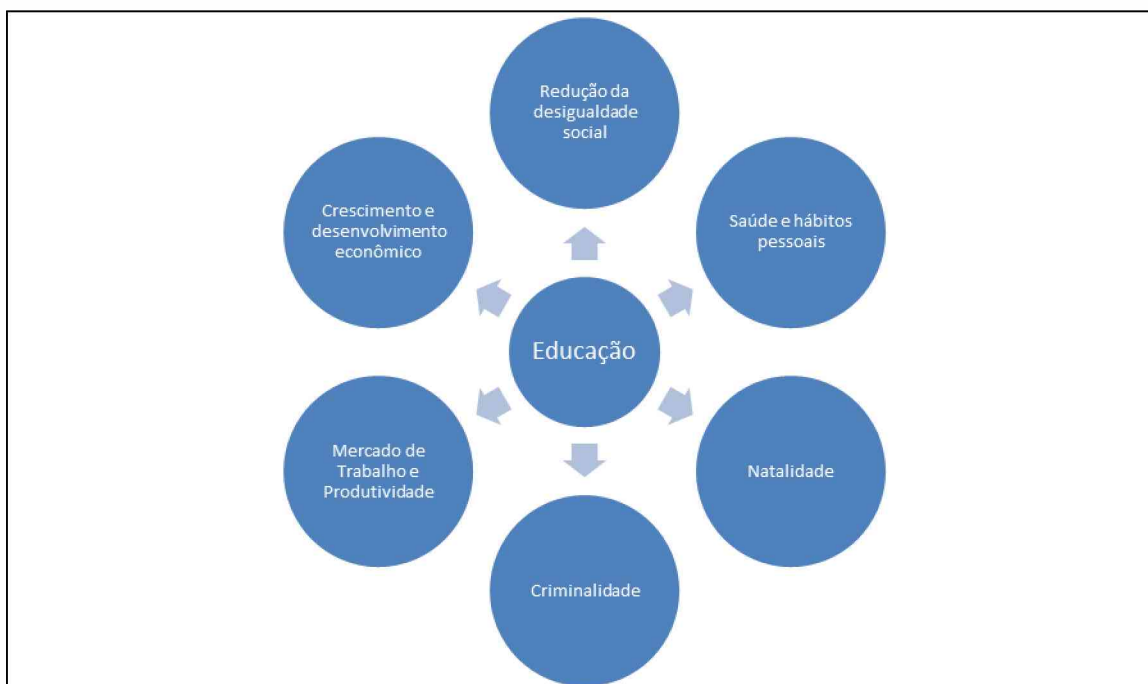 Redução da
desigualdade
social
Crescimento e
desenvolvimento
econômico
Saúde e hábitos
pessoais
Educação
Mercado de
Trabalho e
Produtividade
Natalidade
Criminalidade